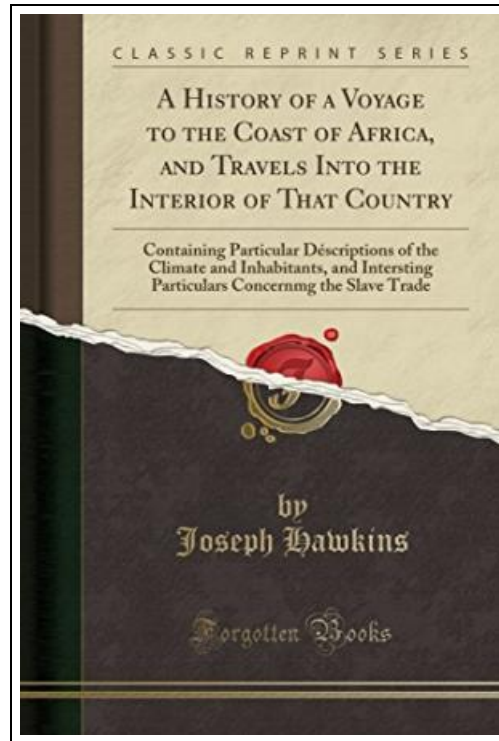 CLASSIC REPRINT SERIES
A HISTORY OF A VOYAGE
TO THE COAST OF AFRICA,
AND TRAVELS INTO THE
INTERIOR OF THAT COUNTRY
Containing Particular Déscriptions of the
Climate and Inhabitants, and Intersting
Particulars Concernmg the Slave Trade
F
by
Joseph Hawkins
Forgotten Books